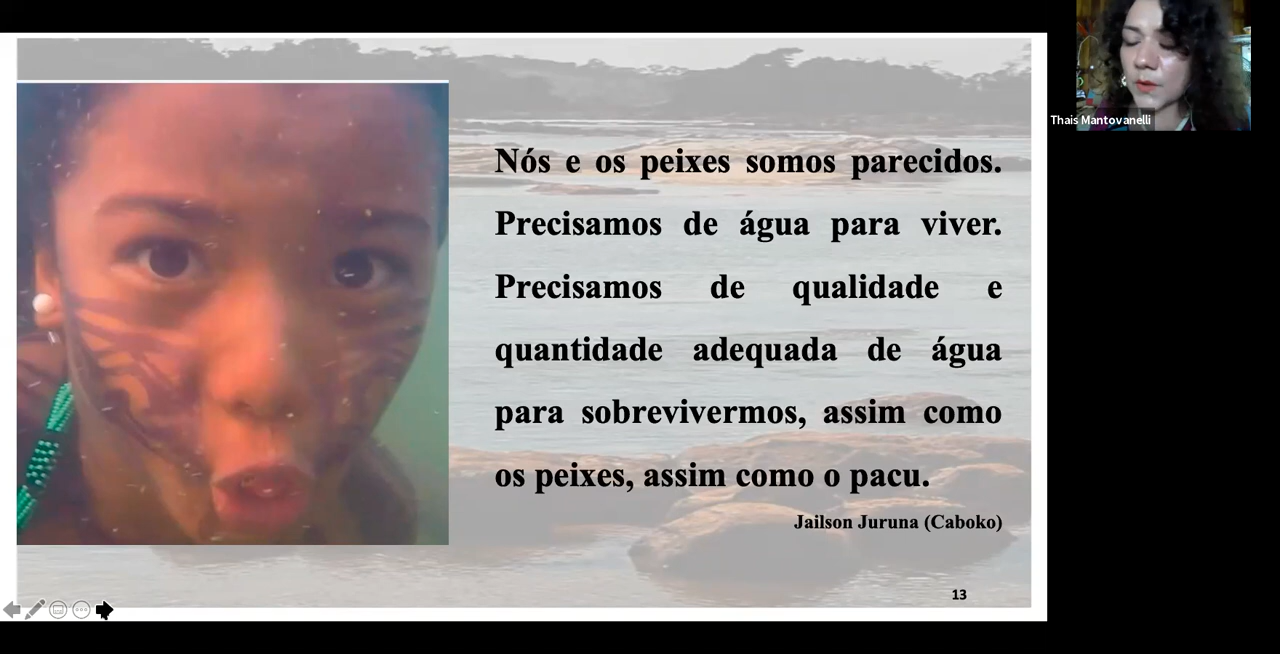 Nós e os peixes somos parecidos.
Precisamos de água para viver.
Precisamos de qualidade e
quantidade adequada de água
para sobrevivermos, assim como
os peixes, assim como o pacu.
Jailson Juruna (Caboko)
13
Thais Mantovanelli